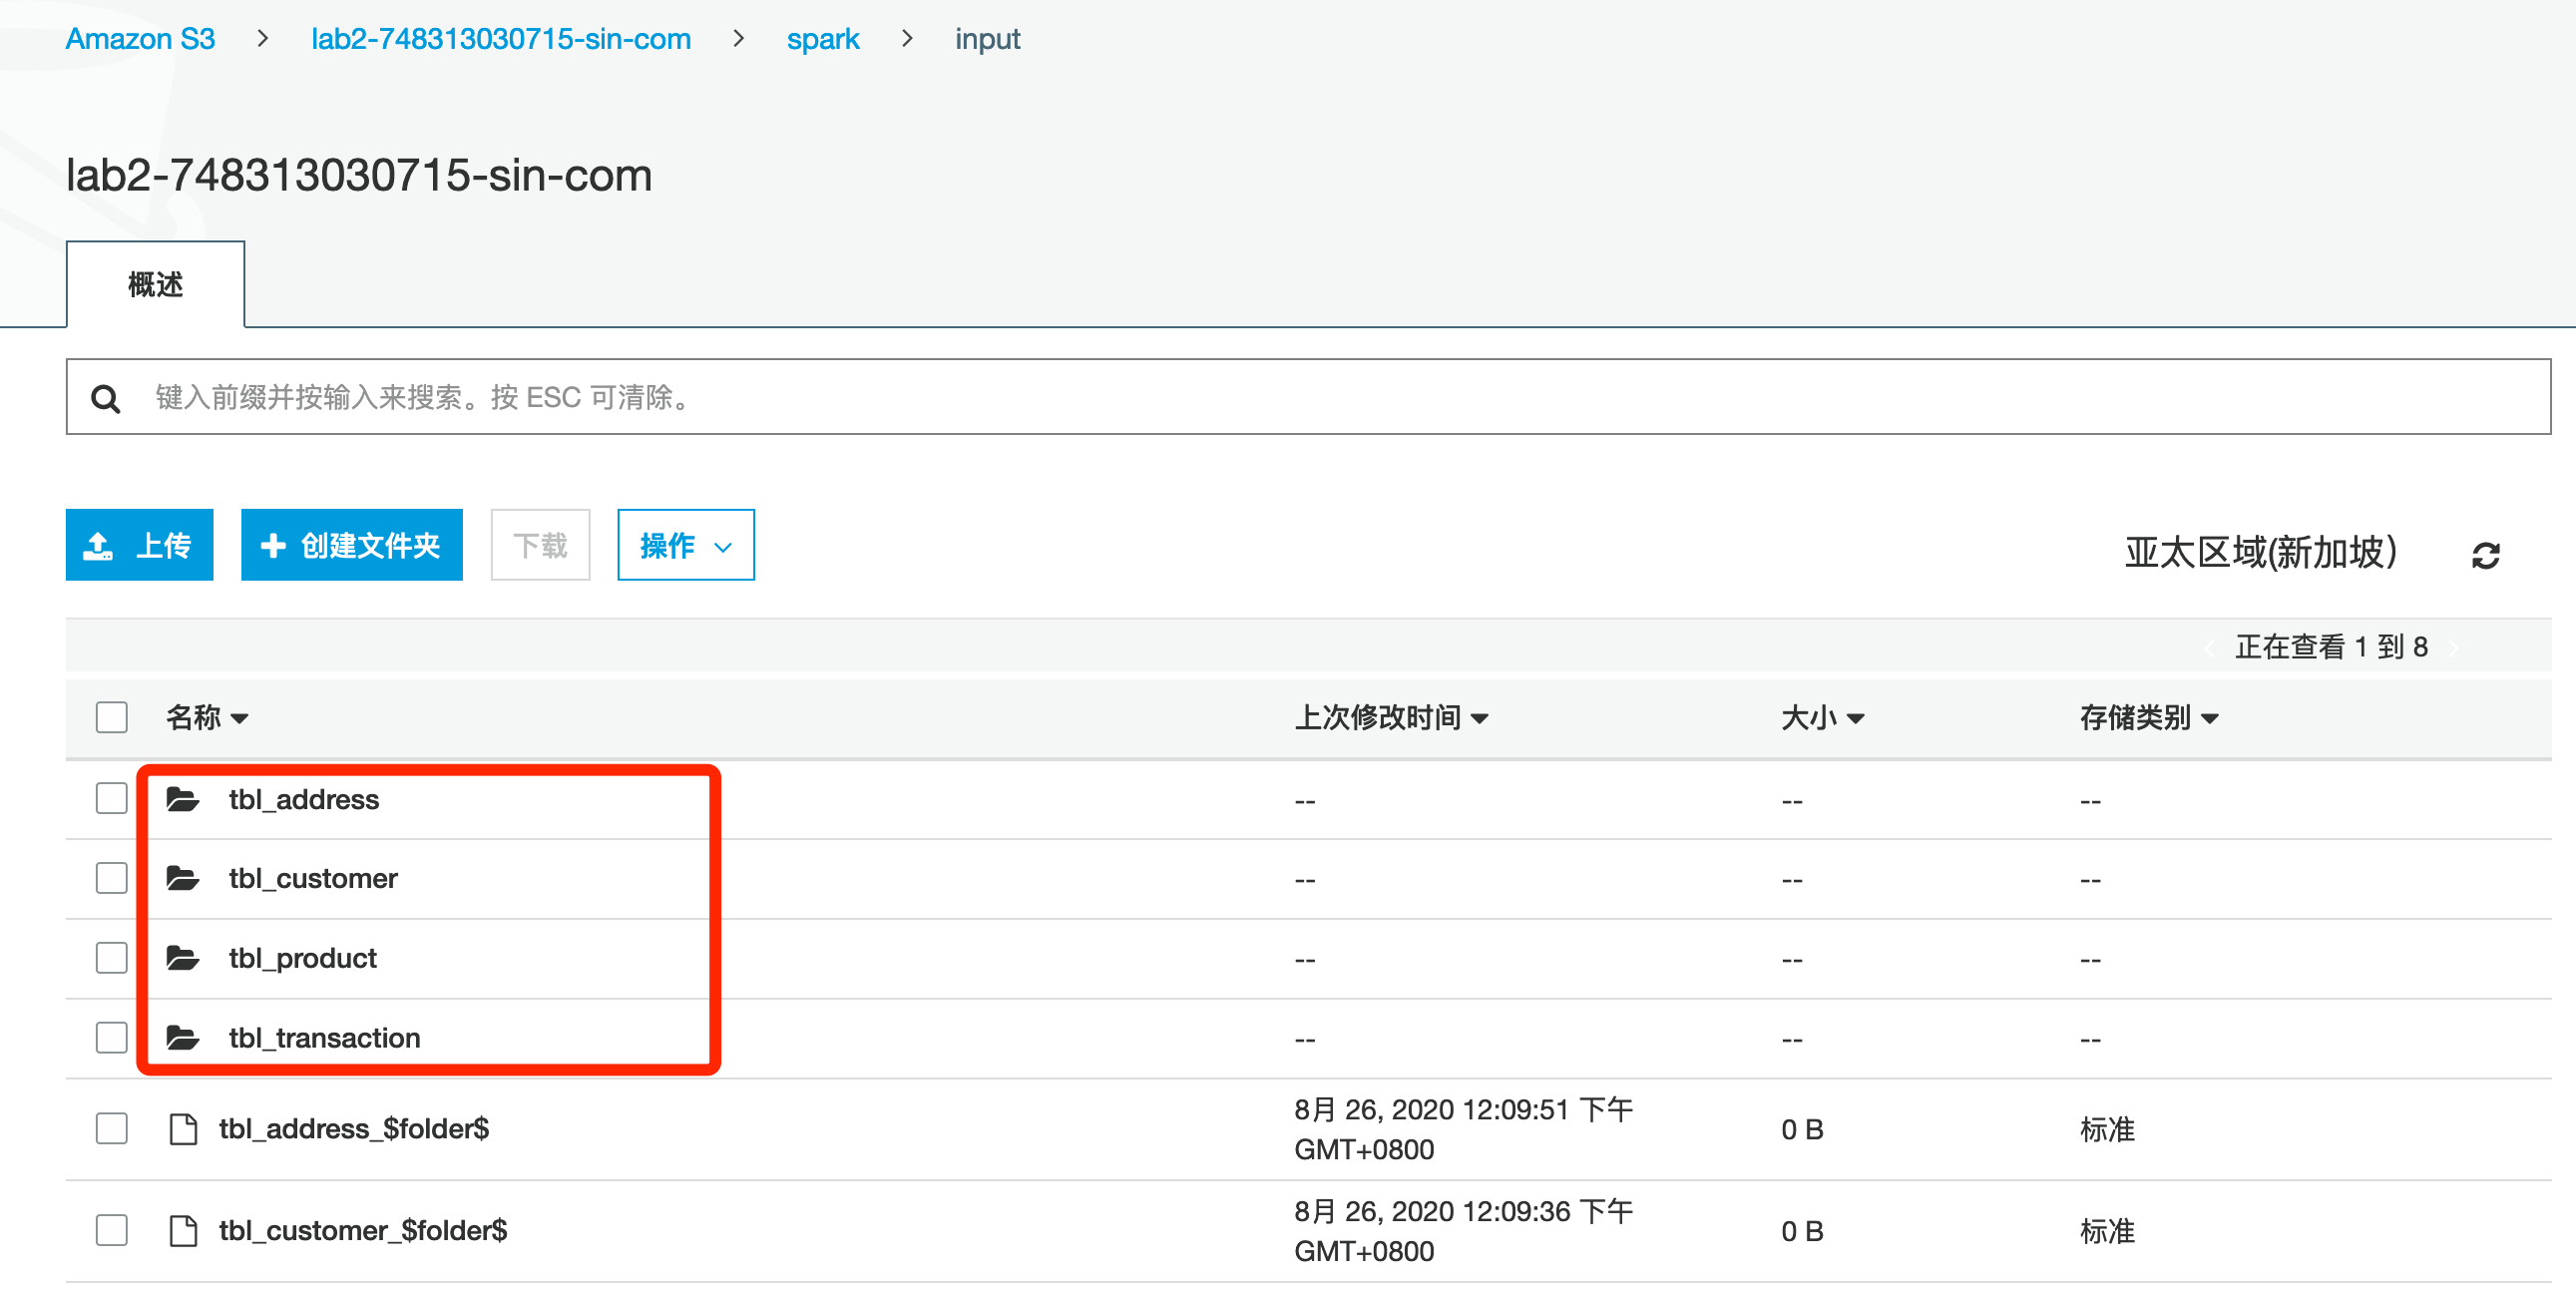 Amazon S3 > lab2-748313030715-sin-com > spark > input
lab2-748313030715-sin-com
概述
键入前缀并按输入来搜索。按 ESC 可清除。
上传 创建文件夹 下载 操作 亚太区域(新加坡)
正在查看 1 到 8
名称 上次修改时间 大小 存储类别
tbl_address -- -- --
tbl_customer -- -- --
tbl_product -- -- --
tbl_transaction -- -- --
tbl_address_$folder$ 8月 26, 2020 12:09:51 下午 GMT+0800 0 B 标准
tbl_customer_$folder$ 8月 26, 2020 12:09:36 下午 GMT+0800 0 B 标准